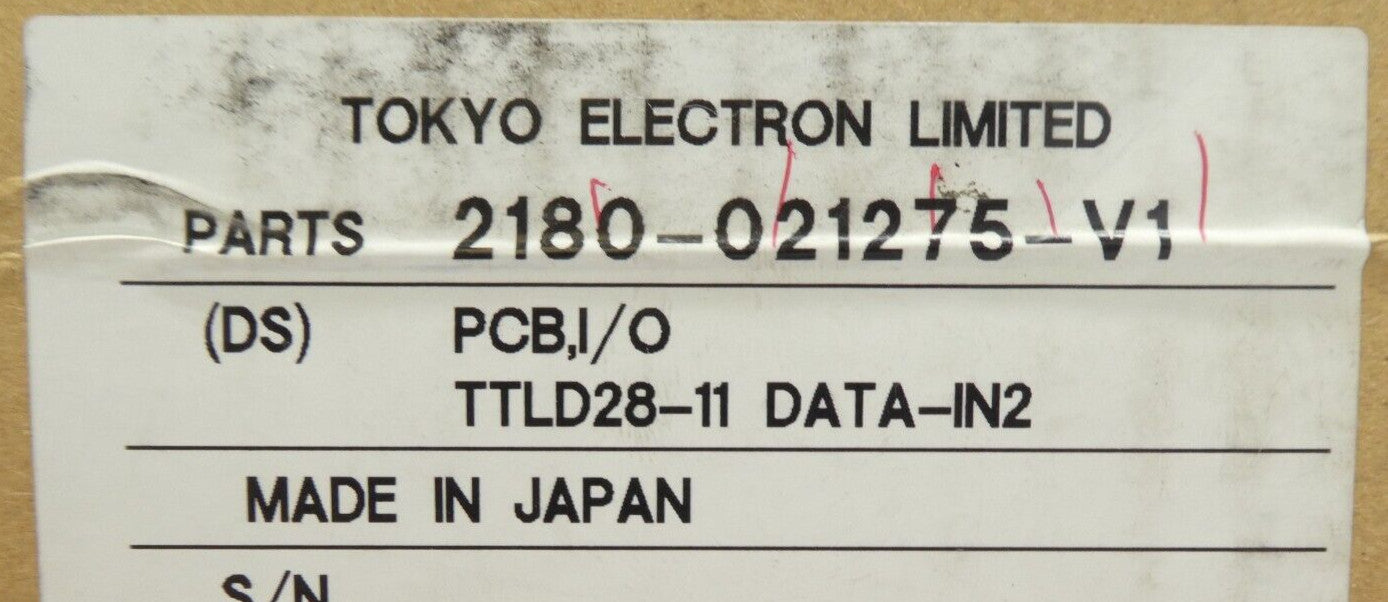 TOKYO ELECTRON LIMITED
PARTS 2180-021275-V1
(DS) PCB,I/O
TTLD28-11 DATA-IN2
MADE IN JAPAN
S/N